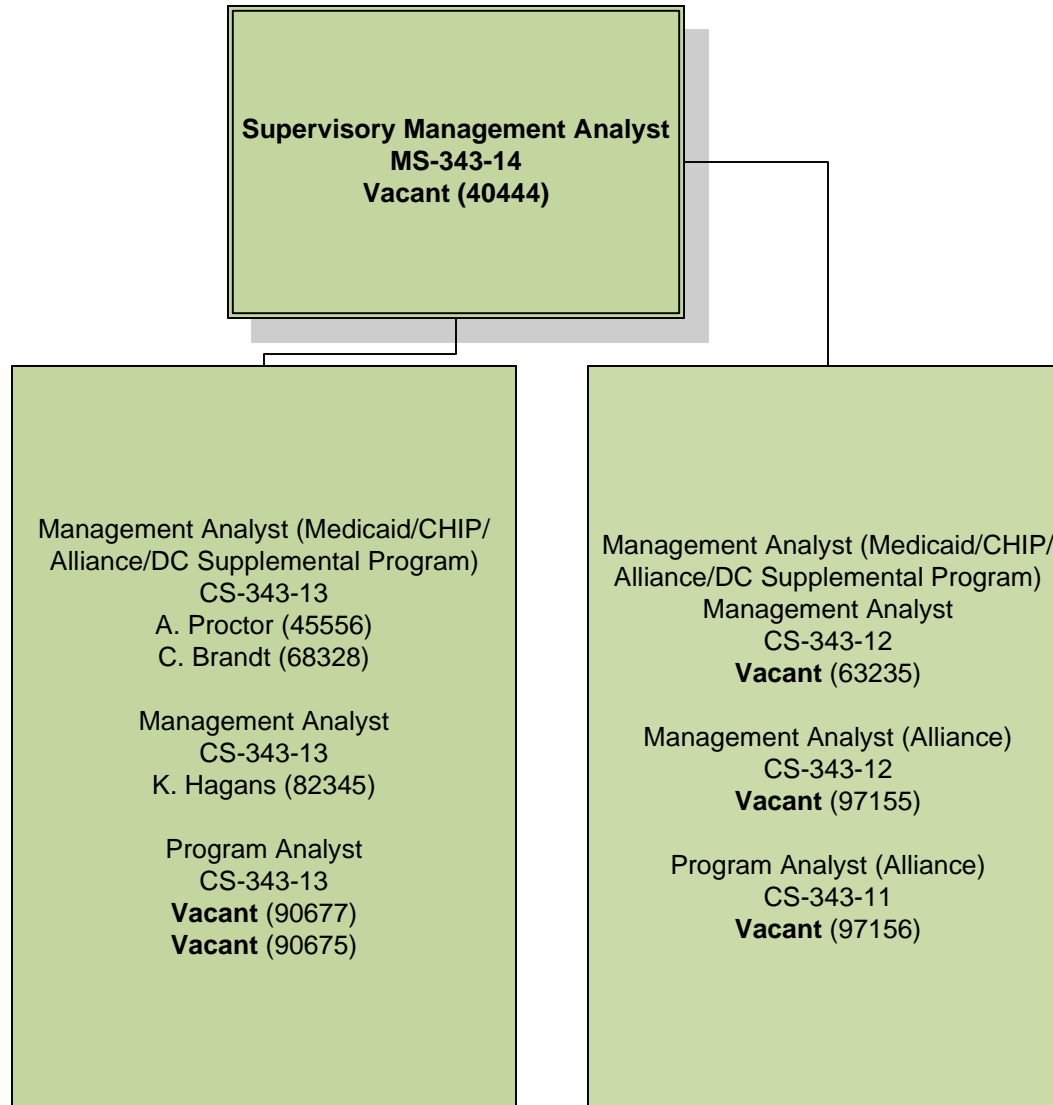 Supervisory Management Analyst
MS-343-14
Vacant (40444)
Management Analyst (Medicaid/CHIP/
Alliance/DC Supplemental Program)
CS-343-13
A. Proctor (45556)
C. Brandt (68328)
Management Analyst
CS-343-13
K. Hagans (82345)
Program Analyst
CS-343-13
Vacant (90677)
Vacant (90675)
Management Analyst (Medicaid/CHIP/
Alliance/DC Supplemental Program)
Management Analyst
CS-343-12
Vacant (63235)
Management Analyst (Alliance)
CS-343-12
Vacant (97155)
Program Analyst (Alliance)
CS-343-11
Vacant (97156)